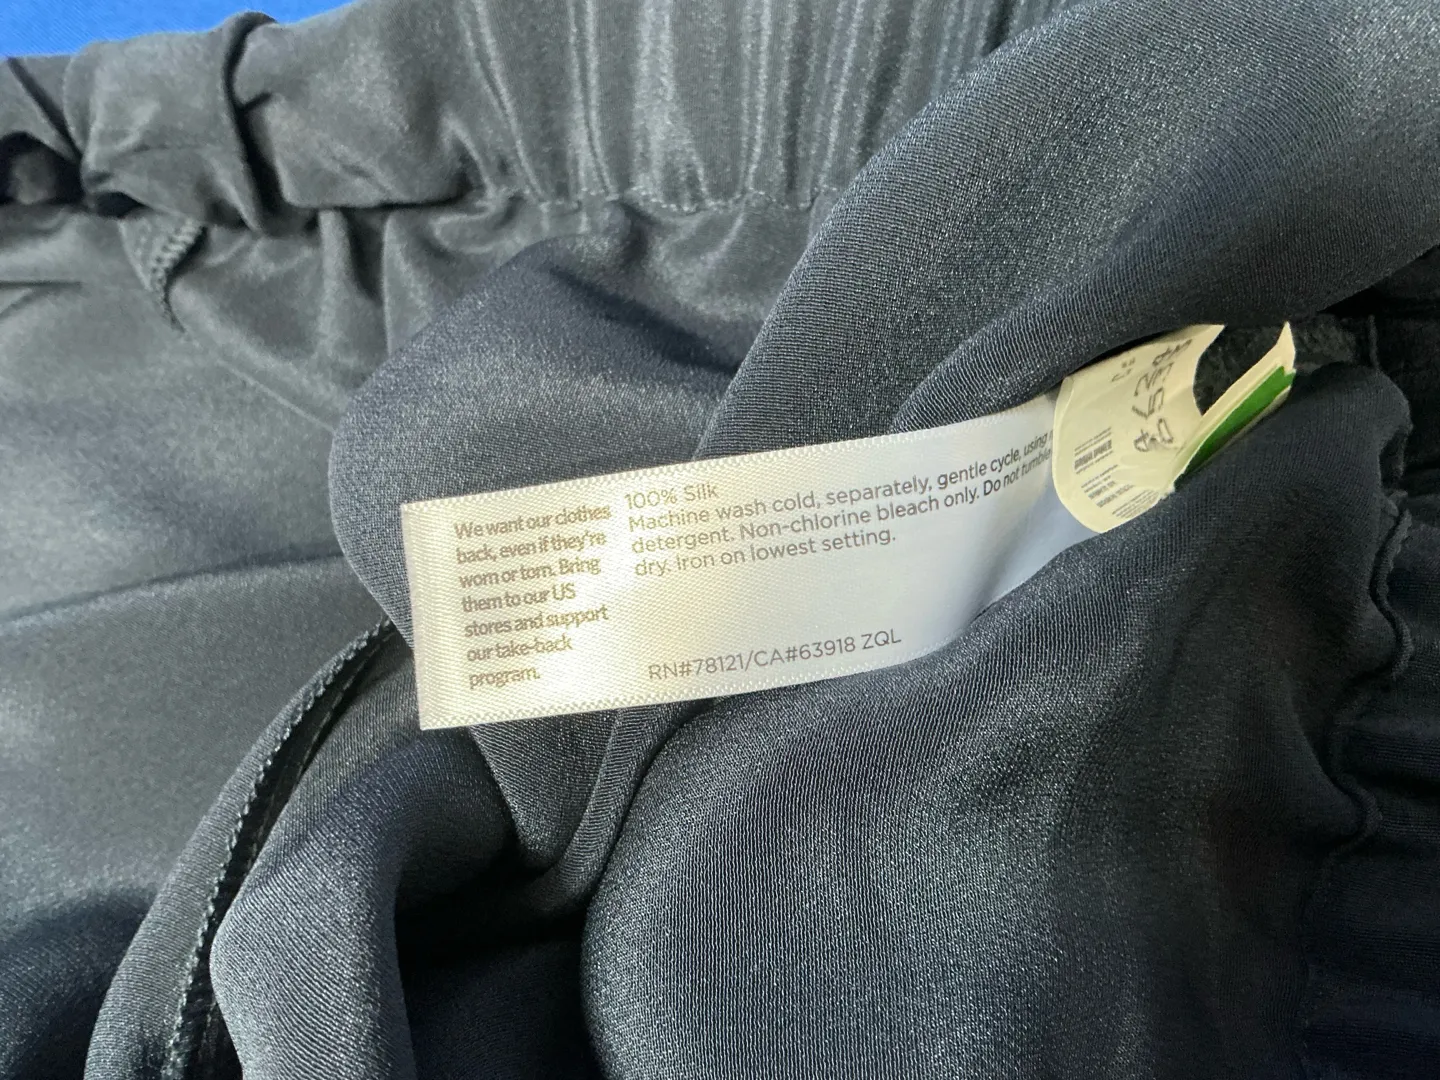 We want our clothes
back, even if they're
worn or torn. Bring
them to our US
stores and support
our take-back
program.
100% Silk
Machine wash cold, separately, gentle cycle, using
detergent. Non-chlorine bleach only. Do not tumble
dry. Iron on lowest setting.
RN#78121/CA#63918 ZQL